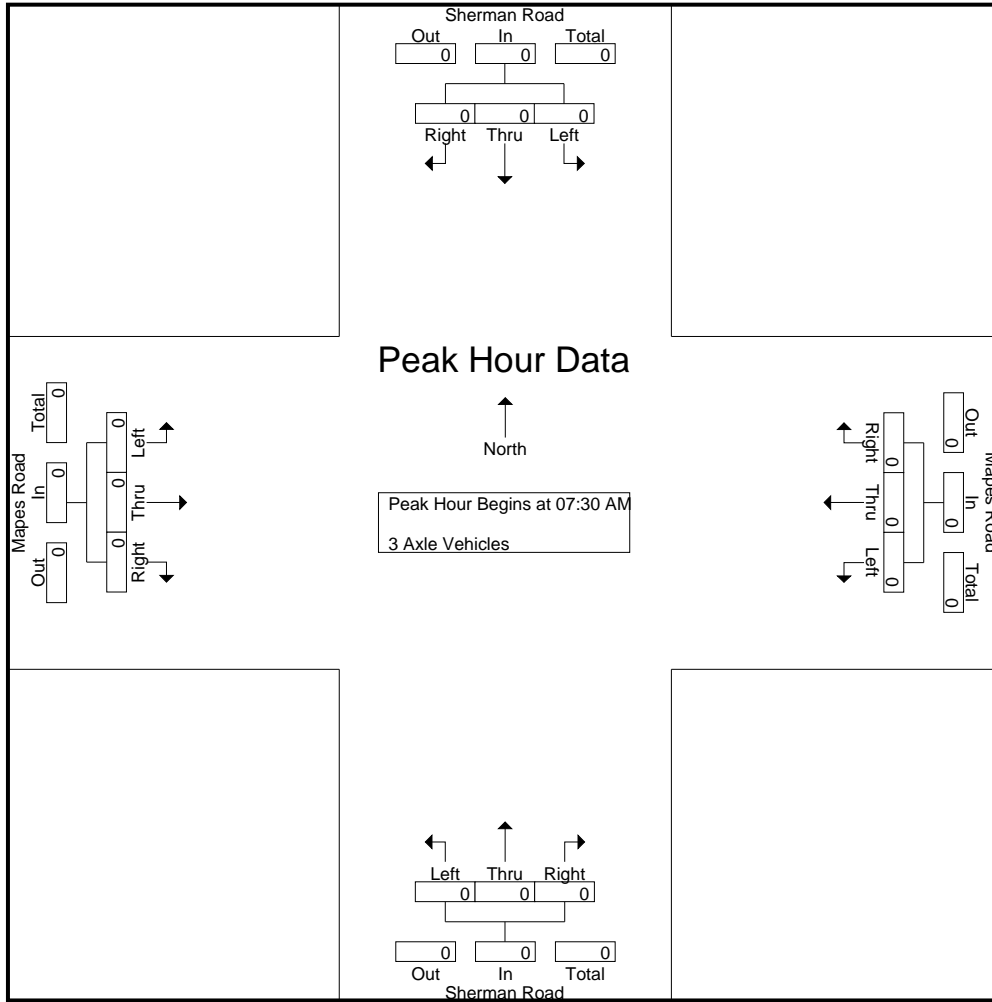 Sherman Road
Out In Total
0 0 0
0 0 0
Right Thru Left
Peak Hour Data
North
Peak Hour Begins at 07:30 AM
3 Axle Vehicles
Mapes Road
Total In Out
0 0 0
0 0 0
Left Thru Right
Mapes Road
Out In Total
0 0 0
0 0 0
Right Thru Left
Left Thru Right
0 0 0
0 0 0
Out In Total
Sherman Road